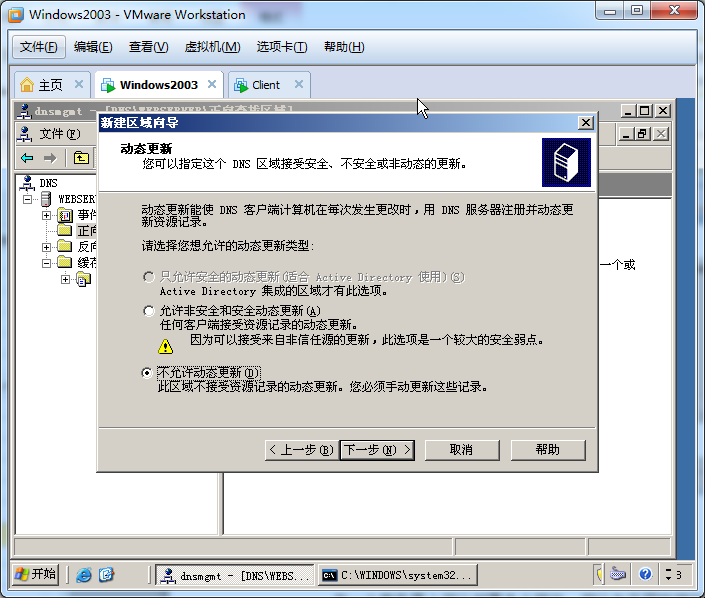 Windows2003 - VMware Workstation
文件(F) 编辑(E) 查看(V) 虚拟机(M) 选项卡(T) 帮助(H)
主页 Windows2003 Client
dnsmgmt - [DNS\WEBSERVER\正向查找区域]
文件(F)
新建区域向导
动态更新
您可以指定这个 DNS 区域接受安全、不安全或非动态的更新。
DNS
WEBSER
事件
正向
反向
缓存
一个或
动态更新能使 DNS 客户端计算机在每次发生更改时，用 DNS 服务器注册并动态更
新资源记录。
请选择您想允许的动态更新类型:
只允许安全的动态更新(适合 Active Directory 使用)(S)
Active Directory 集成的区域才有此选项。
允许非安全和安全动态更新(A)
任何客户端接受资源记录的动态更新。
因为可以接受来自非信任源的更新，此选项是一个较大的安全弱点。
不允许动态更新(D)
此区域不接受资源记录的动态更新。您必须手动更新这些记录。
< 上一步(B) 下一步(N) > 取消 帮助
开始 dnsmgmt - [DNS\WEBS... C:\WINDOWS\system32... 3